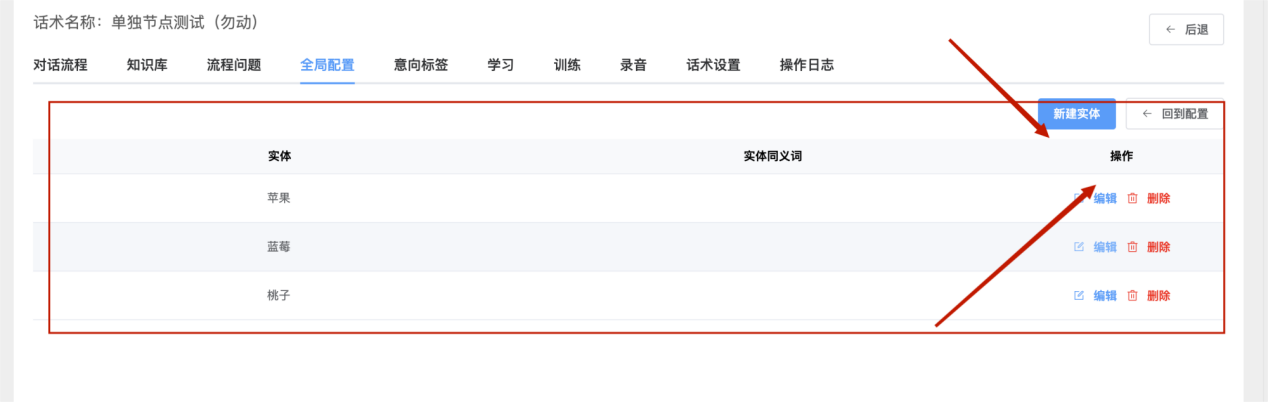 话术名称：单独节点测试（勿动）
← 后退
对话流程 知识库 流程问题 全局配置 意向标签 学习 训练 录音 话术设置 操作日志
新建实体 ← 回到配置
实体 实体同义词 操作
苹果 编辑 删除
蓝莓 编辑 删除
桃子 编辑 删除